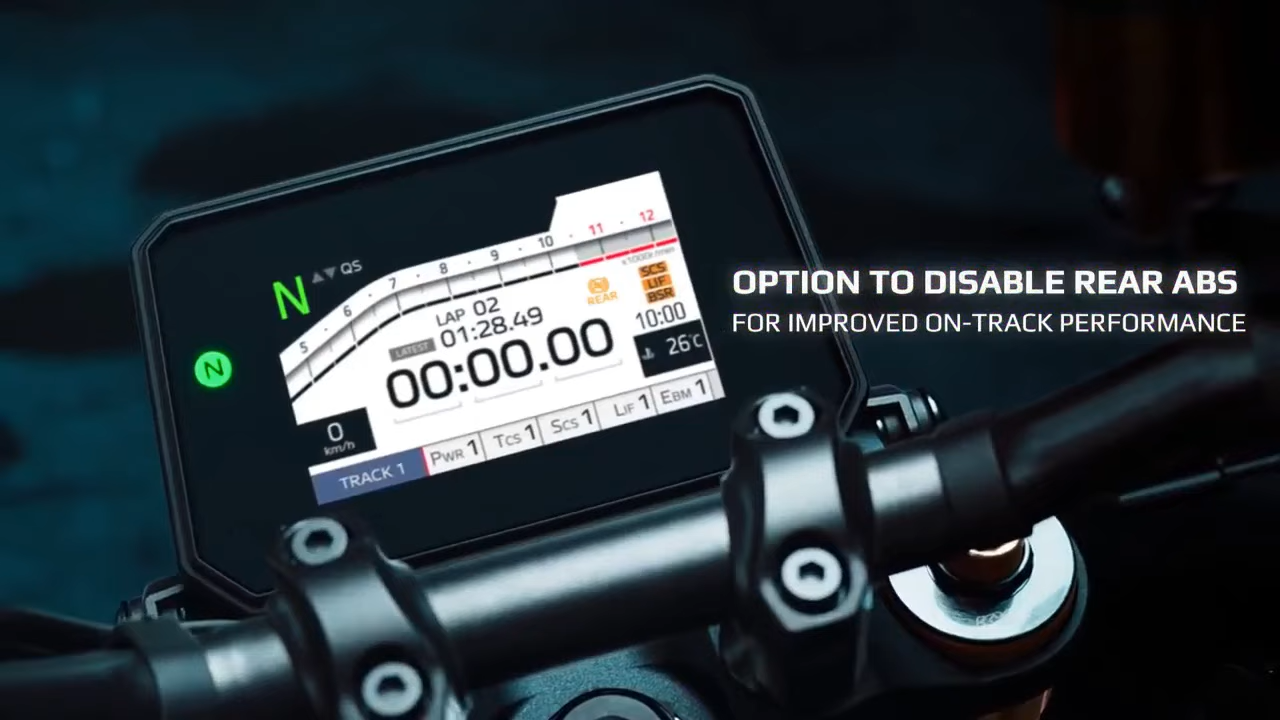 OPTION TO DISABLE REAR ABS
FOR IMPROVED ON-TRACK PERFORMANCE
N QS
5 6 7 8 9 10 11 12
x1000r/min
N
LAP 02
LATEST 01:28.49
00:00.00
REAR
SCS
LIF
BSR
10:00
26°C
0
km/h
TRACK 1 PWR 1 TCS 1 SCS 1 LIF 1 EBM 1